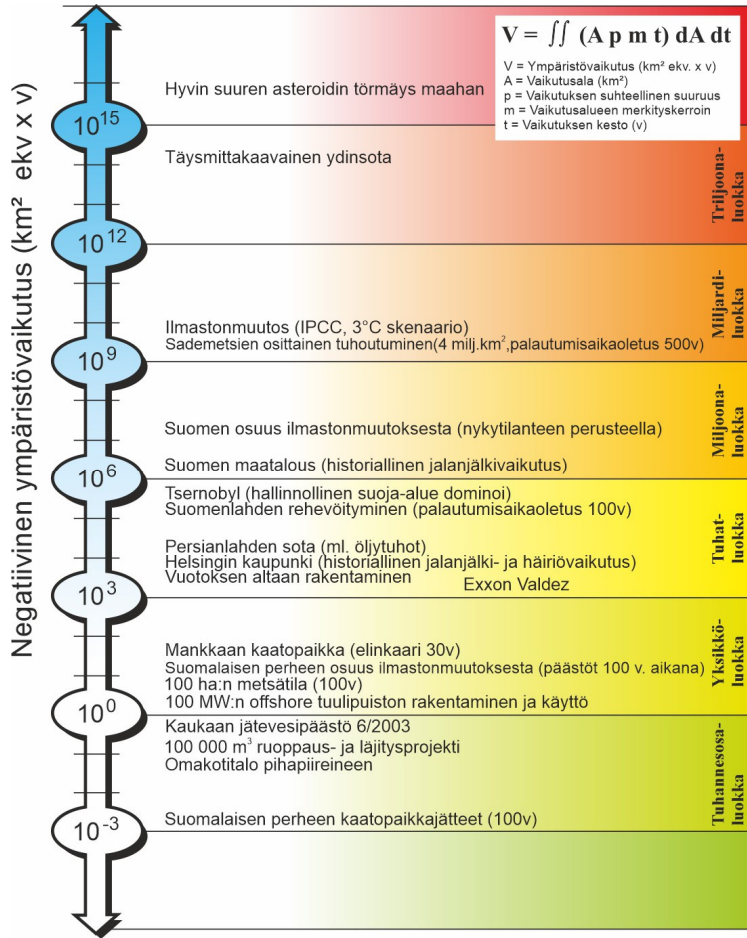 Negatiivinen ympäristövaikutus (km² ekv x v)
V = ∫∫ (A p m t) dA dt
V = Ympäristövaikutus (km² ekv. x v)
A = Vaikutusala (km²)
p = Vaikutuksen suhteellinen suuruus
m = Vaikutusalueen merkityskerroin
t = Vaikutuksen kesto (v)
Hyvin suuren asteroidin törmäys maahan
10¹⁵
Täysmittakaavainen ydinsota
Triljoona-
luokka
10¹²
Ilmastonmuutos (IPCC, 3°C skenaario)
Sademetsien osittainen tuhoutuminen(4 milj.km²,palautumisaikaoletus 500v)
Miljardi-
luokka
10⁹
Suomen osuus ilmastonmuutoksesta (nykytilanteen perusteella)
Suomen maatalous (historiallinen jalanjälkivaikutus)
Miljoona-
luokka
10⁶
Tsernobyl (hallinnollinen suoja-alue dominoi)
Suomenlahden rehevöityminen (palautumisaikaoletus 100v)
Persianlahden sota (ml. öljytuhot)
Helsingin kaupunki (historiallinen jalanjälki- ja häiriövaikutus)
Vuotoksen altaan rakentaminen
Exxon Valdez
Tuhat-
luokka
10³
Mankkaan kaatopaikka (elinkaari 30v)
Suomalaisen perheen osuus ilmastonmuutoksesta (päästöt 100 v. aikana)
100 ha:n metsätila (100v)
100 MW:n offshore tuulipuiston rakentaminen ja käyttö
Yksikkö-
luokka
10⁰
Kaukaan jätevesipäästö 6/2003
100 000 m³ ruoppaus- ja läjitysprojekti
Omakotitalo pihapiireineen
Suomalaisen perheen kaatopaikkajätteet (100v)
Tuhannesosa-
luokka
10⁻³